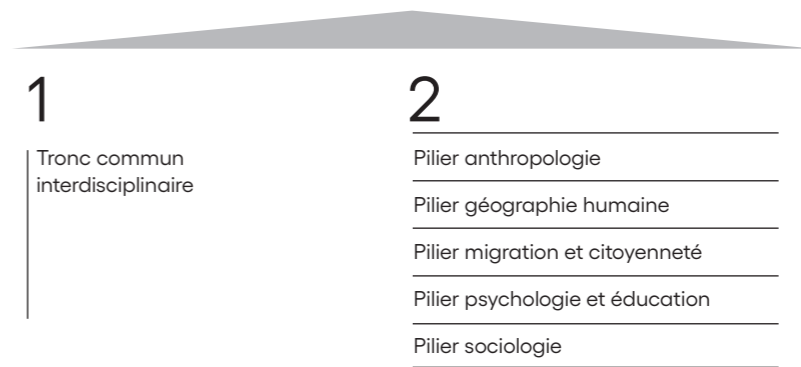 1
Tronc commun
interdisciplinaire
2
Pilier anthropologie
Pilier géographie humaine
Pilier migration et citoyenneté
Pilier psychologie et éducation
Pilier sociologie